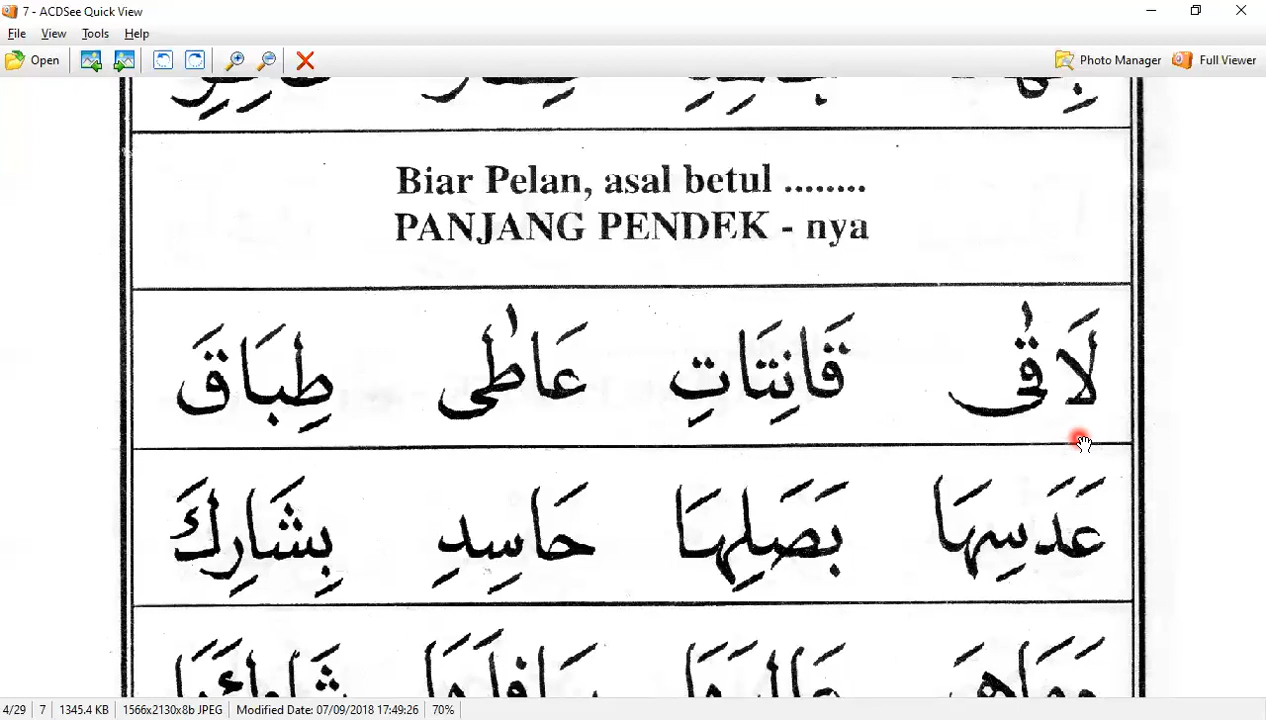 7 - ACDSee Quick View
File View Tools Help
Open Photo Manager Full Viewer
Biar Pelan, asal betul ........
PANJANG PENDEK - nya
لَاقٰى قَانِتَاتِ عَاطٰى طِبَاقَ
عَدَسِهَا بَصَلِهَا حَاسِدِ بِشَارِكَ
4/29 7 1345.4 KB 1566x2130x8b JPEG Modified Date: 07/09/2018 17:49:26 70%